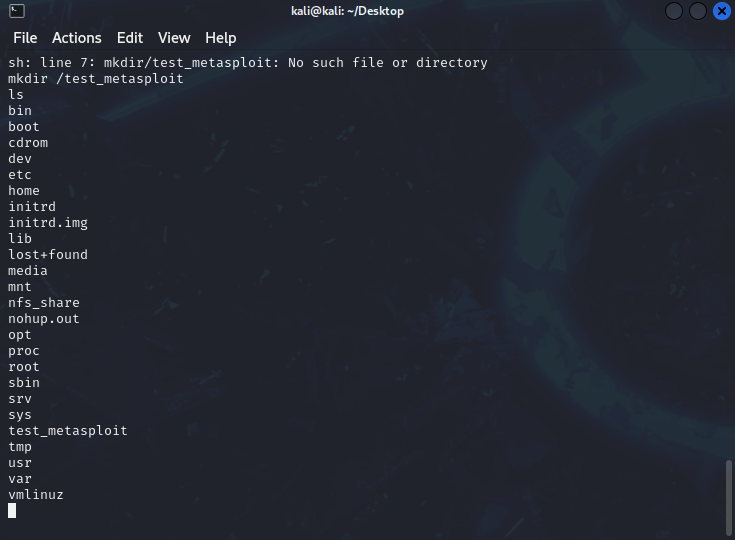 kali@kali: ~/Desktop
File Actions Edit View Help
sh: line 7: mkdir/test_metasploit: No such file or directory
mkdir /test_metasploit
ls
bin
boot
cdrom
dev
etc
home
initrd
initrd.img
lib
lost+found
media
mnt
nfs_share
nohup.out
opt
proc
root
sbin
srv
sys
test_metasploit
tmp
usr
var
vmlinuz